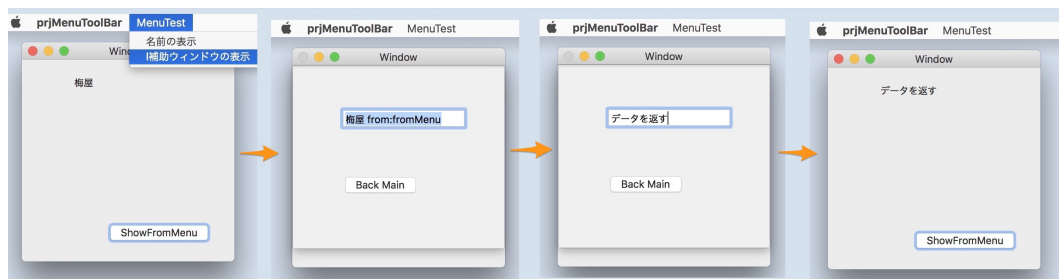 prjMenuToolBar MenuTest
名前の表示
I補助ウィンドウの表示
梅屋
ShowFromMenu
prjMenuToolBar MenuTest
Window
梅屋 from:fromMenu
Back Main
prjMenuToolBar MenuTest
Window
データを返す
Back Main
prjMenuToolBar MenuTest
Window
データを返す
ShowFromMenu